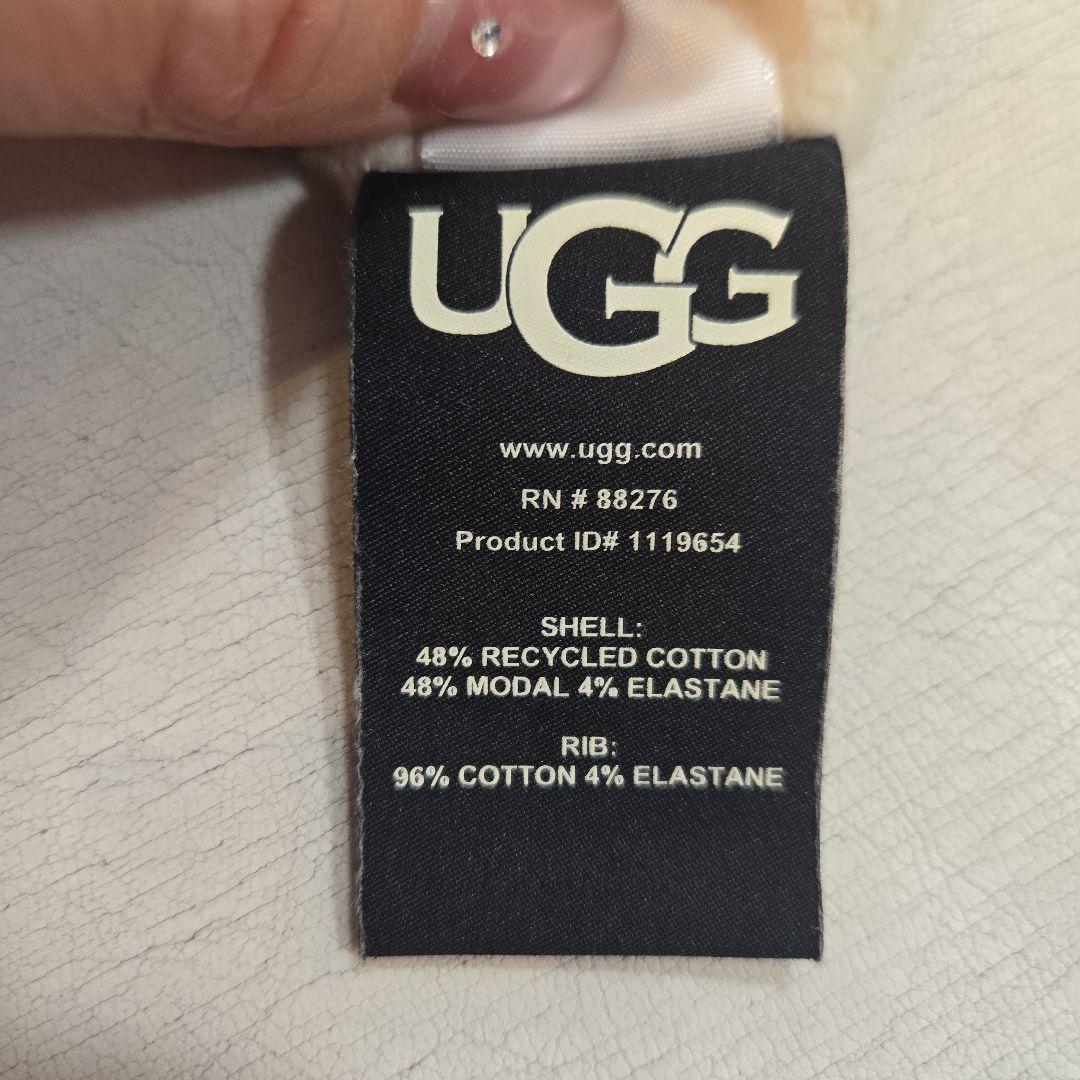 UGG
www.ugg.com
RN # 88276
Product ID# 1119654
SHELL:
48% RECYCLED COTTON
48% MODAL 4% ELASTANE
RIB:
96% COTTON 4% ELASTANE